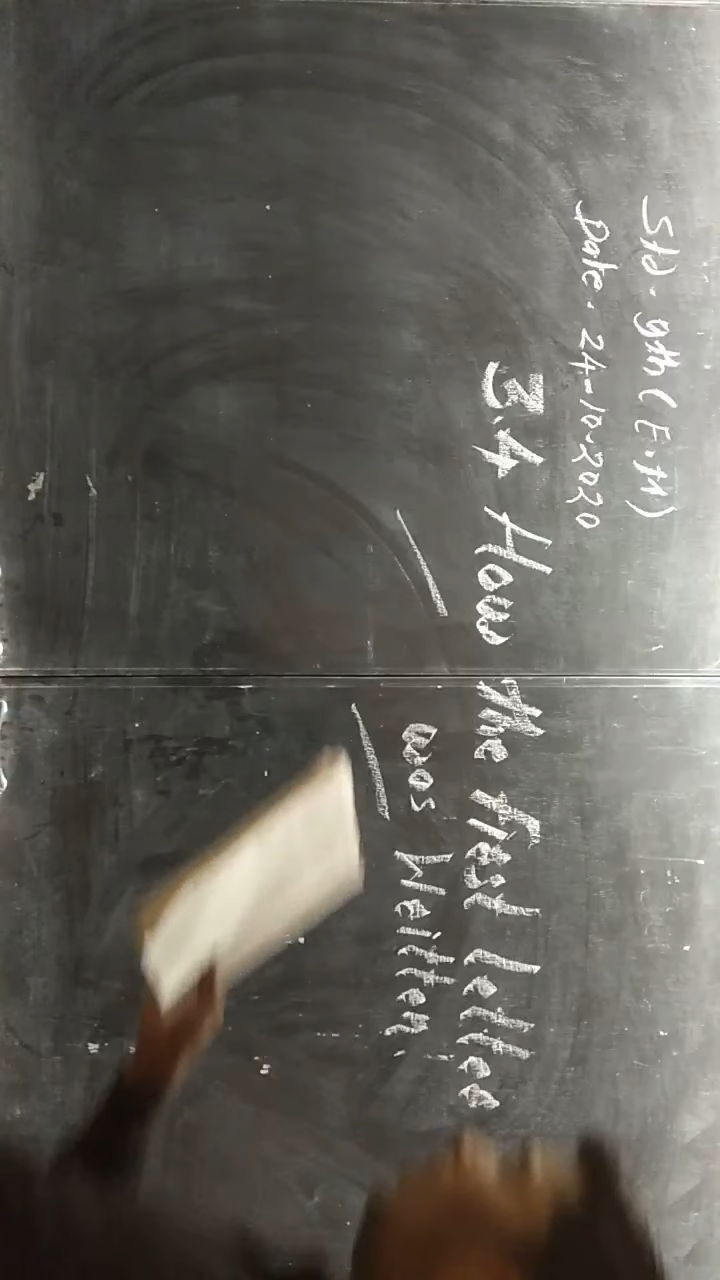 Std. 9th (E.M)
Date. 24-10-2020
3.4 How the first Letter
was Written.